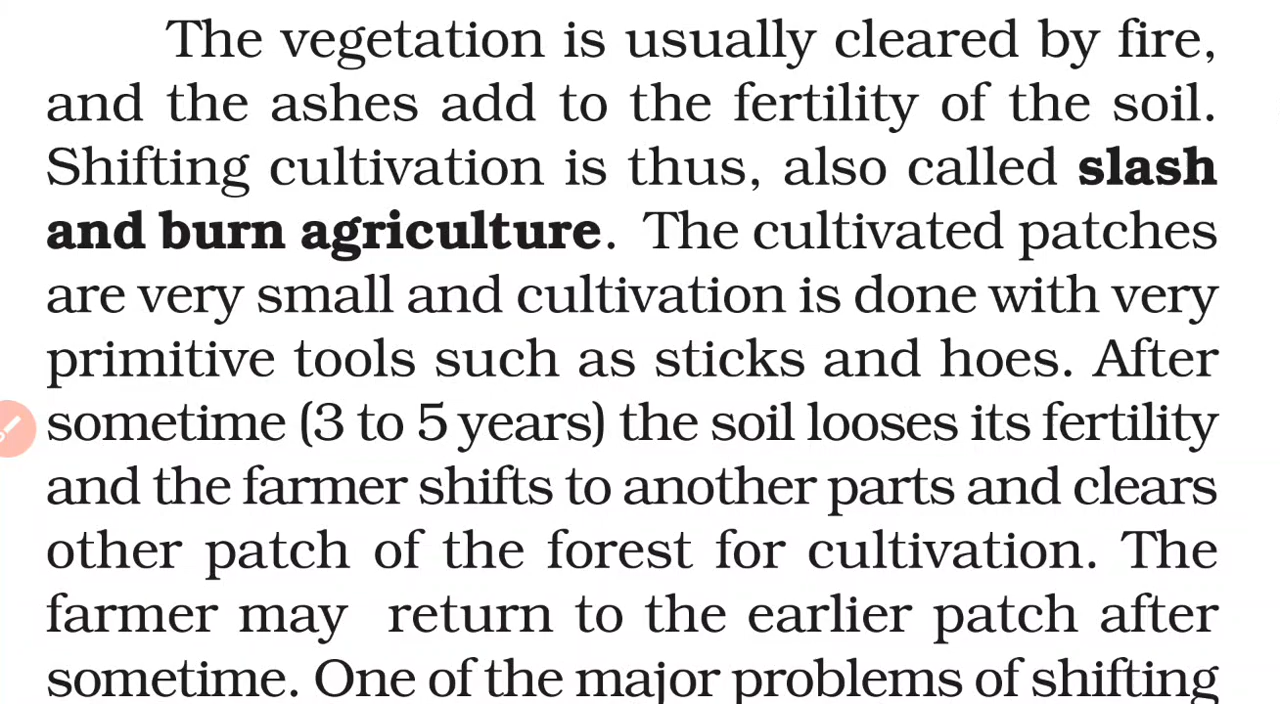 The vegetation is usually cleared by fire,
and the ashes add to the fertility of the soil.
Shifting cultivation is thus, also called slash
and burn agriculture. The cultivated patches
are very small and cultivation is done with very
primitive tools such as sticks and hoes. After
sometime (3 to 5 years) the soil looses its fertility
and the farmer shifts to another parts and clears
other patch of the forest for cultivation. The
farmer may return to the earlier patch after
sometime. One of the major problems of shifting